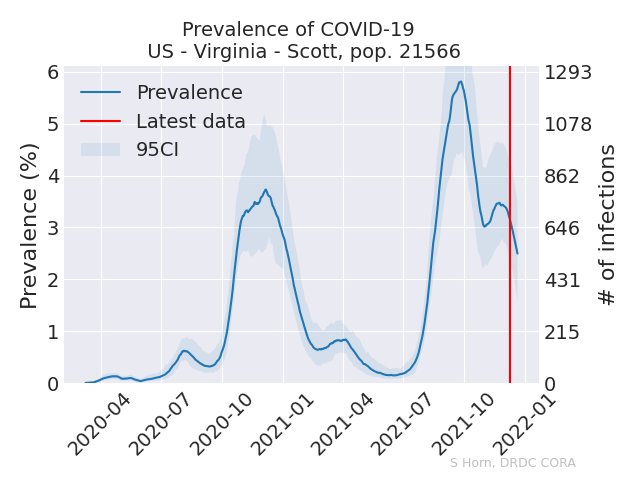 Prevalence of COVID-19
US - Virginia - Scott, pop. 21566
Prevalence
Latest data
95CI
Prevalence (%)
6
5
4
3
2
1
0
1293
1078
862
646
431
215
0
# of infections
2020-04
2020-07
2020-10
2021-01
2021-04
2021-07
2021-10
2022-01
S Horn, DRDC CORA